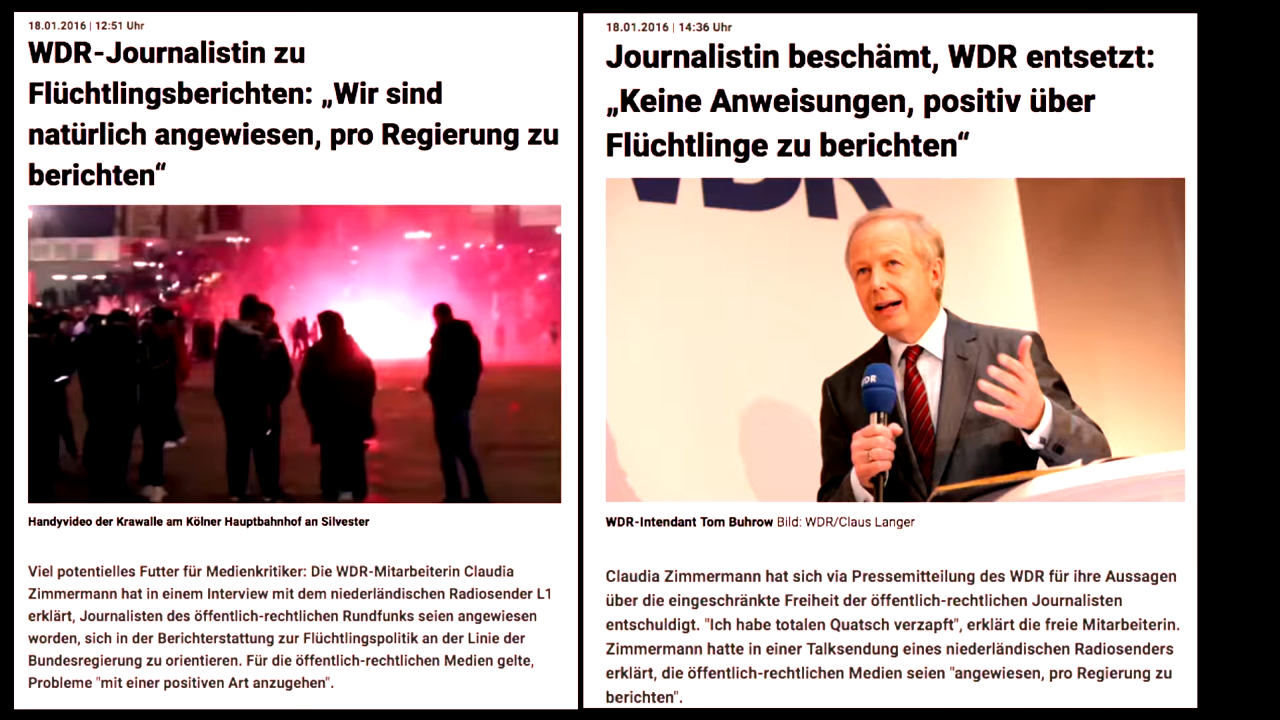 18.01.2016 | 12:51 Uhr
WDR-Journalistin zu
Flüchtlingsberichten: „Wir sind
natürlich angewiesen, pro Regierung zu
berichten“
Handyvideo der Krawalle am Kölner Hauptbahnhof an Silvester
Viel potentielles Futter für Medienkritiker: Die WDR-Mitarbeiterin Claudia
Zimmermann hat in einem Interview mit dem niederländischen Radiosender L1
erklärt, Journalisten des öffentlich-rechtlichen Rundfunks seien angewiesen
worden, sich in der Berichterstattung zur Flüchtlingspolitik an der Linie der
Bundesregierung zu orientieren. Für die öffentlich-rechtlichen Medien gelte,
Probleme "mit einer positiven Art anzugehen".
18.01.2016 | 14:36 Uhr
Journalistin beschämt, WDR entsetzt:
„Keine Anweisungen, positiv über
Flüchtlinge zu berichten“
WDR
WDR
WDR-Intendant Tom Buhrow Bild: WDR/Claus Langer
Claudia Zimmermann hat sich via Pressemitteilung des WDR für ihre Aussagen
über die eingeschränkte Freiheit der öffentlich-rechtlichen Journalisten
entschuldigt. "Ich habe totalen Quatsch verzapft", erklärt die freie Mitarbeiterin.
Zimmermann hatte in einer Talksendung eines niederländischen Radiosenders
erklärt, die öffentlich-rechtlichen Medien seien "angewiesen, pro Regierung zu
berichten".